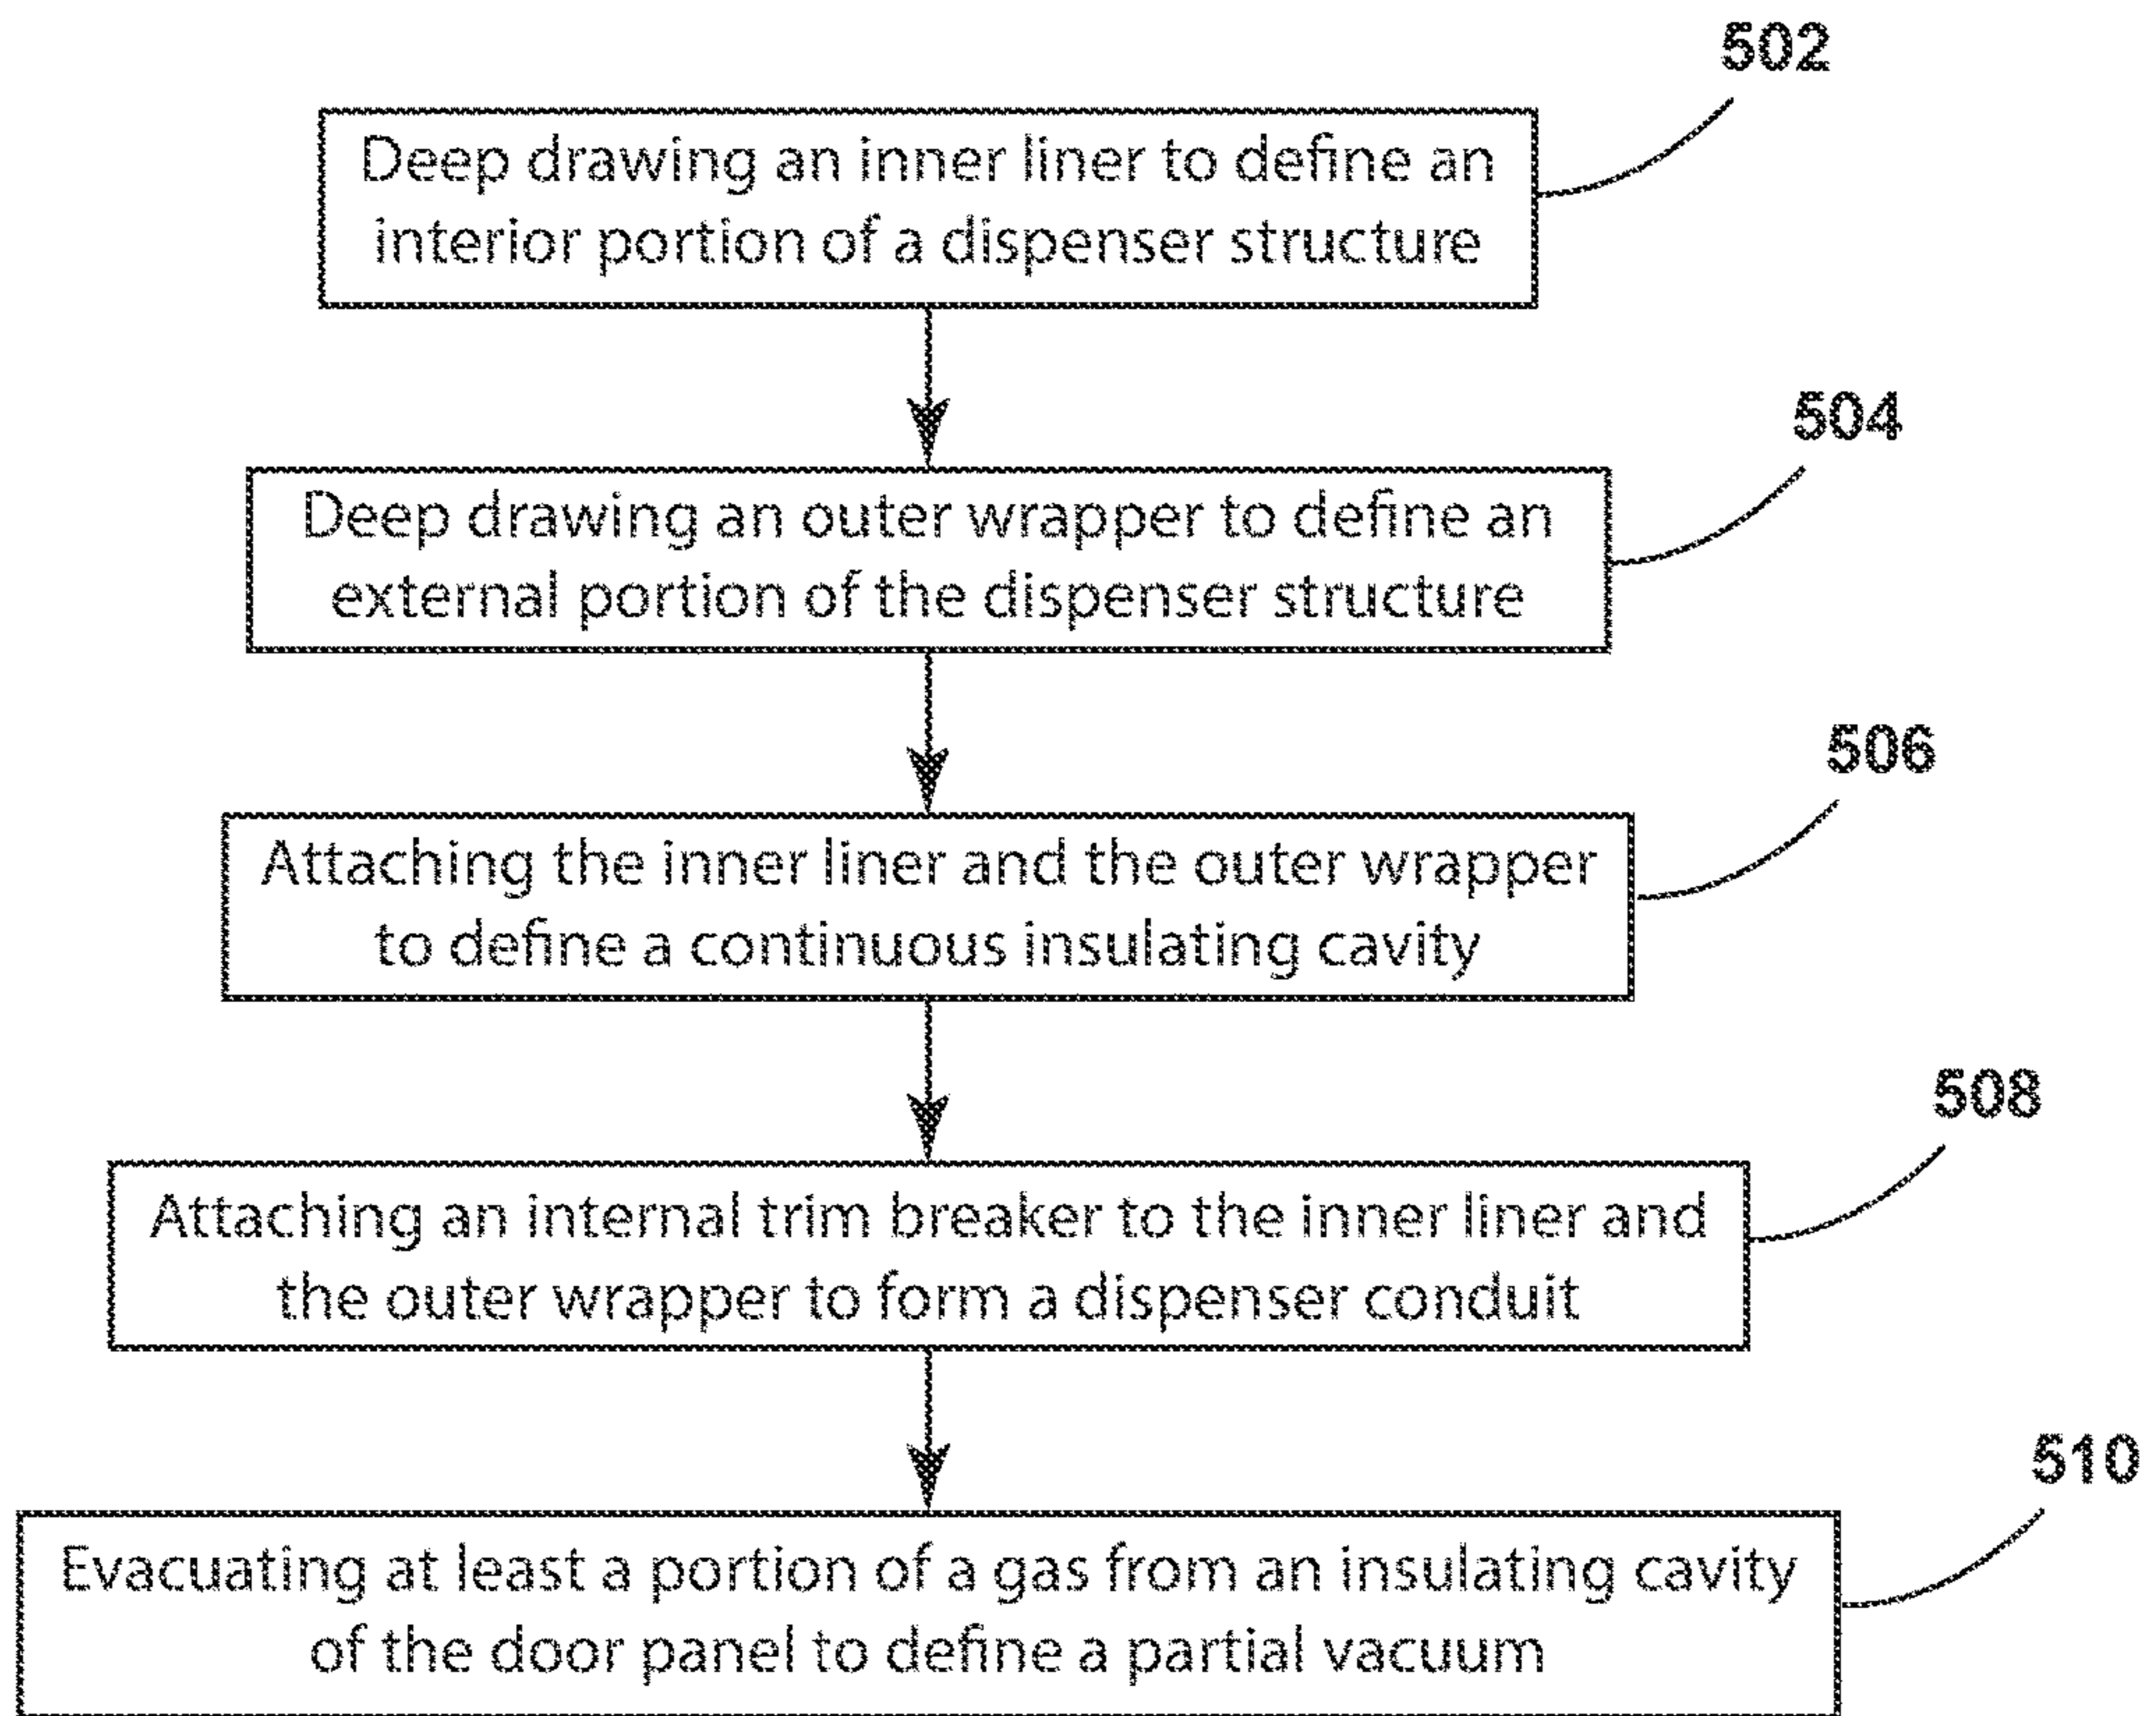 502
Deep drawing an inner liner to define an
interior portion of a dispenser structure
504
Deep drawing an outer wrapper to define an
external portion of the dispenser structure
506
Attaching the inner liner and the outer wrapper
to define a continuous insulating cavity
508
Attaching an internal trim breaker to the inner liner and
the outer wrapper to form a dispenser conduit
510
Evacuating at least a portion of a gas from an insulating cavity
of the door panel to define a partial vacuum